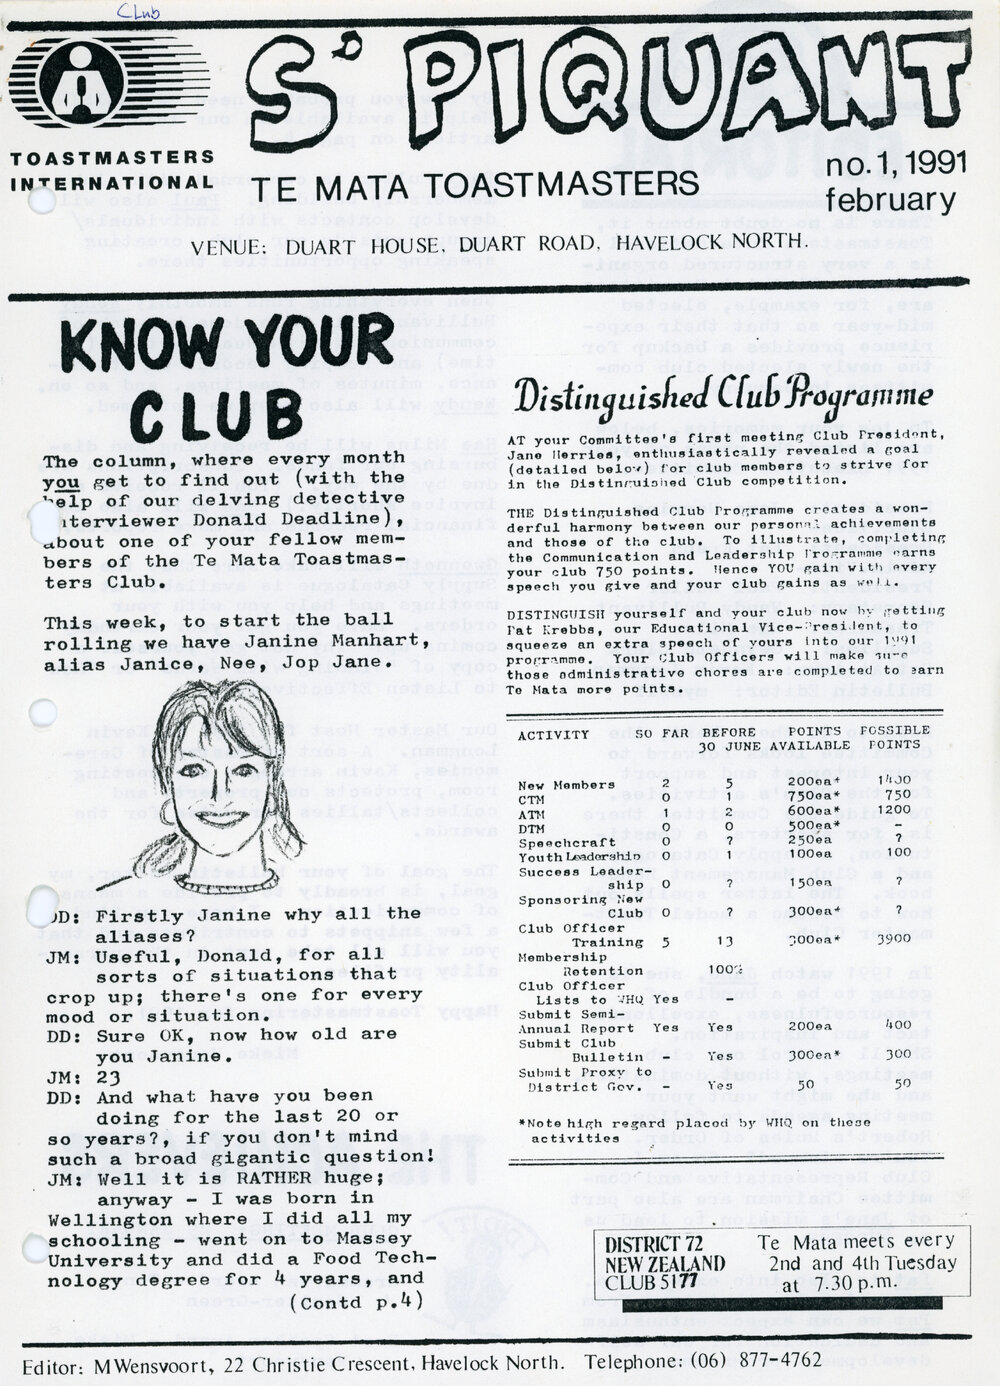 Club
S'PIQUANT
TOASTMASTERS
INTERNATIONAL
TE MATA TOASTMASTERS
no.1, 1991
february
VENUE: DUART HOUSE, DUART ROAD, HAVELOCK NORTH.
KNOW YOUR
CLUB
The column, where every month
you get to find out (with the
help of our delving detective
interviewer Donald Deadline),
about one of your fellow mem-
bers of the Te Mata Toastmas-
ters Club.
This week, to start the ball
rolling we have Janine Manhart,
alias Janice, Nee, Jop Jane.
DD: Firstly Janine why all the
aliases?
JM: Useful, Donald, for all
sorts of situations that
crop up; there's one for every
mood or situation.
DD: Sure OK, now how old are
you Janine.
JM: 23
DD: And what have you been
doing for the last 20 or
so years?, if you don't mind
such a broad gigantic question!
JM: Well it is RATHER huge;
anyway - I was born in
Wellington where I did all my
schooling - went on to Massey
University and did a Food Tech-
nology degree for 4 years, and
(Contd p.4)
Distinguished Club Programme
AT your Committee's first meeting Club President,
Jane Herries, enthusiastically revealed a goal
(detailed below) for club members to strive for
in the Distinguished Club competition.
THE Distinguished Club Programme creates a won-
derful harmony between our personal achievements
and those of the club. To illustrate, completing
the Communication and Leadership Programme earns
your club 750 points. Hence YOU gain with every
speech you give and your club gains as well.
DISTINGUISH yourself and your club now by getting
Pat Krebbs, our Educational Vice-President, to
squeeze an extra speech of yours into our 1991
programme. Your Club Officers will make sure
those administrative chores are completed to earn
Te Mata more points.
ACTIVITY SO FAR BEFORE POINTS POSSIBLE
30 JUNE AVAILABLE POINTS
New Members 2 5 200ea* 1400
CTM 0 1 750ea* 750
ATM 1 2 600ea* 1200
DTM 0 0 500ea* --
Speechcraft 0 ? 250ea ?
Youth Leadership 0 1 100ea 100
Success Leader-
ship 0 ? 150ea ?
Sponsoring New
Club 0 ? 300ea* ?
Club Officer
Training 5 13 300ea* 3900
Membership
Retention 100%
Club Officer
Lists to WHQ Yes -
Submit Semi-
Annual Report Yes Yes 200ea 400
Submit Club
Bulletin - Yes 300ea* 300
Submit Proxy to
District Gov. - Yes 50 50
*Note high regard placed by WHQ on these
activities
DISTRICT 72
NEW ZEALAND
CLUB 5177
Te Mata meets every
2nd and 4th Tuesday
at 7.30 p.m.
Editor: M Wensvoort, 22 Christie Crescent, Havelock North. Telephone: (06) 877-4762